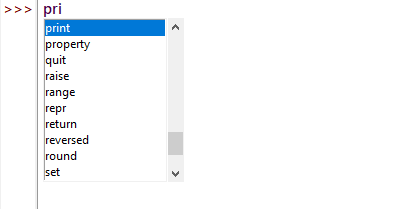 >>> pri
print
property
quit
raise
range
repr
return
reversed
round
set